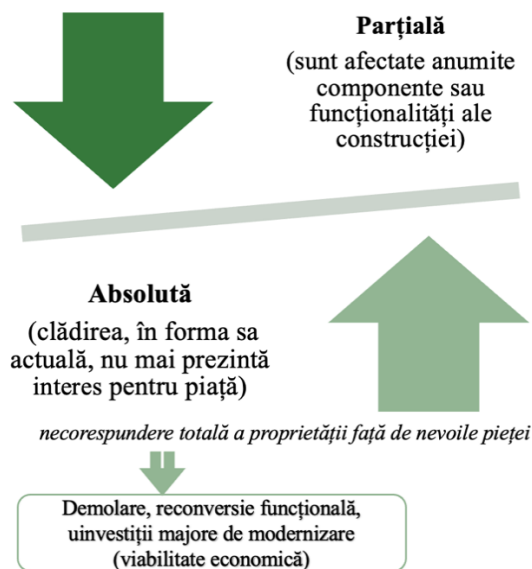 Parțială
(sunt afectate anumite
componente sau
funcționalități ale
construcției)
Absolută
(clădirea, în forma sa
actuală, nu mai prezintă
interes pentru piață)
necorespundere totală a proprietății față de nevoile pieței
Demolare, reconversie funcțională,
uinvestiții majore de modernizare
(viabilitate economică)